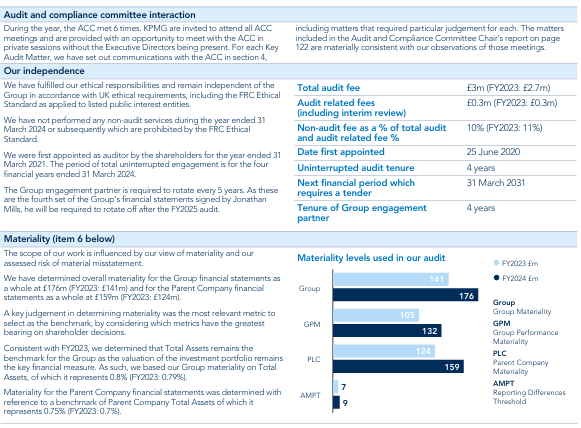 Audit and compliance committee interaction
During the year, the ACC met 6 times. KPMG are invited to attend all ACC
meetings and are provided with an opportunity to meet with the ACC in
private sessions without the Executive Directors being present. For each Key
Audit Matter, we have set out communications with the ACC in section 4,
including matters that required particular judgement for each. The matters
included in the Audit and Compliance Committee Chair's report on page
122 are materially consistent with our observations of those meetings.
Our independence
We have fulfilled our ethical responsibilities and remain independent of the
Group in accordance with UK ethical requirements, including the FRC Ethical
Standard as applied to listed public interest entities.
We have not performed any non-audit services during the year ended 31
March 2024 or subsequently which are prohibited by the FRC Ethical
Standard.
We were first appointed as auditor by the shareholders for the year ended 31
March 2021. The period of total uninterrupted engagement is for the four
financial years ended 31 March 2024.
The Group engagement partner is required to rotate every 5 years. As these
are the fourth set of the Group's financial statements signed by Jonathan
Mills, he will be required to rotate off after the FY2025 audit.
Total audit fee £3m (FY2023: £2.7m)
Audit related fees £0.3m (FY2023: £0.3m)
(including interim review)
Non-audit fee as a % of total audit 10% (FY2023: 11%)
and audit related fee %
Date first appointed 25 June 2020
Uninterrupted audit tenure 4 years
Next financial period which 31 March 2031
requires a tender
Tenure of Group engagement 4 years
partner
Materiality (item 6 below)
The scope of our work is influenced by our view of materiality and our
assessed risk of material misstatement.
We have determined overall materiality for the Group financial statements as
a whole at £176m (FY2023: £141m) and for the Parent Company financial
statements as a whole at £159m (FY2023: £124m).
A key judgement in determining materiality was the most relevant metric to
select as the benchmark, by considering which metrics have the greatest
bearing on shareholder decisions.
Consistent with FY2023, we determined that Total Assets remains the
benchmark for the Group as the valuation of the investment portfolio remains
the key financial measure. As such, we based our Group materiality on Total
Assets, of which it represents 0.8% (FY2023: 0.79%).
Materiality for the Parent Company financial statements was determined with
reference to a benchmark of Parent Company Total Assets of which it
represents 0.75% (FY2023: 0.7%).
Materiality levels used in our audit
Group
141
176
GPM
105
132
PLC
124
159
AMPT
7
9
FY2023 £m
FY2024 £m
Group
Group Materiality
GPM
Group Performance
Materiality
PLC
Parent Company
Materiality
AMPT
Reporting Differences
Threshold